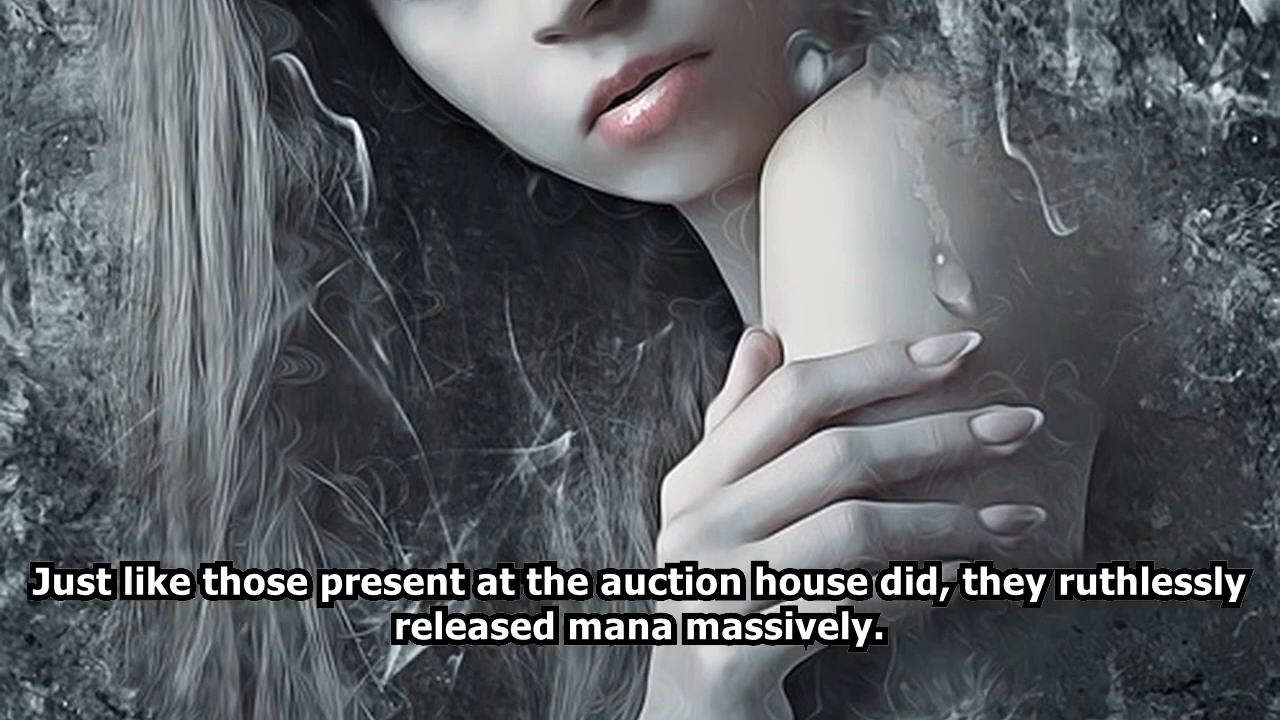 Just like those present at the auction house did, they ruthlessly
released mana massively.